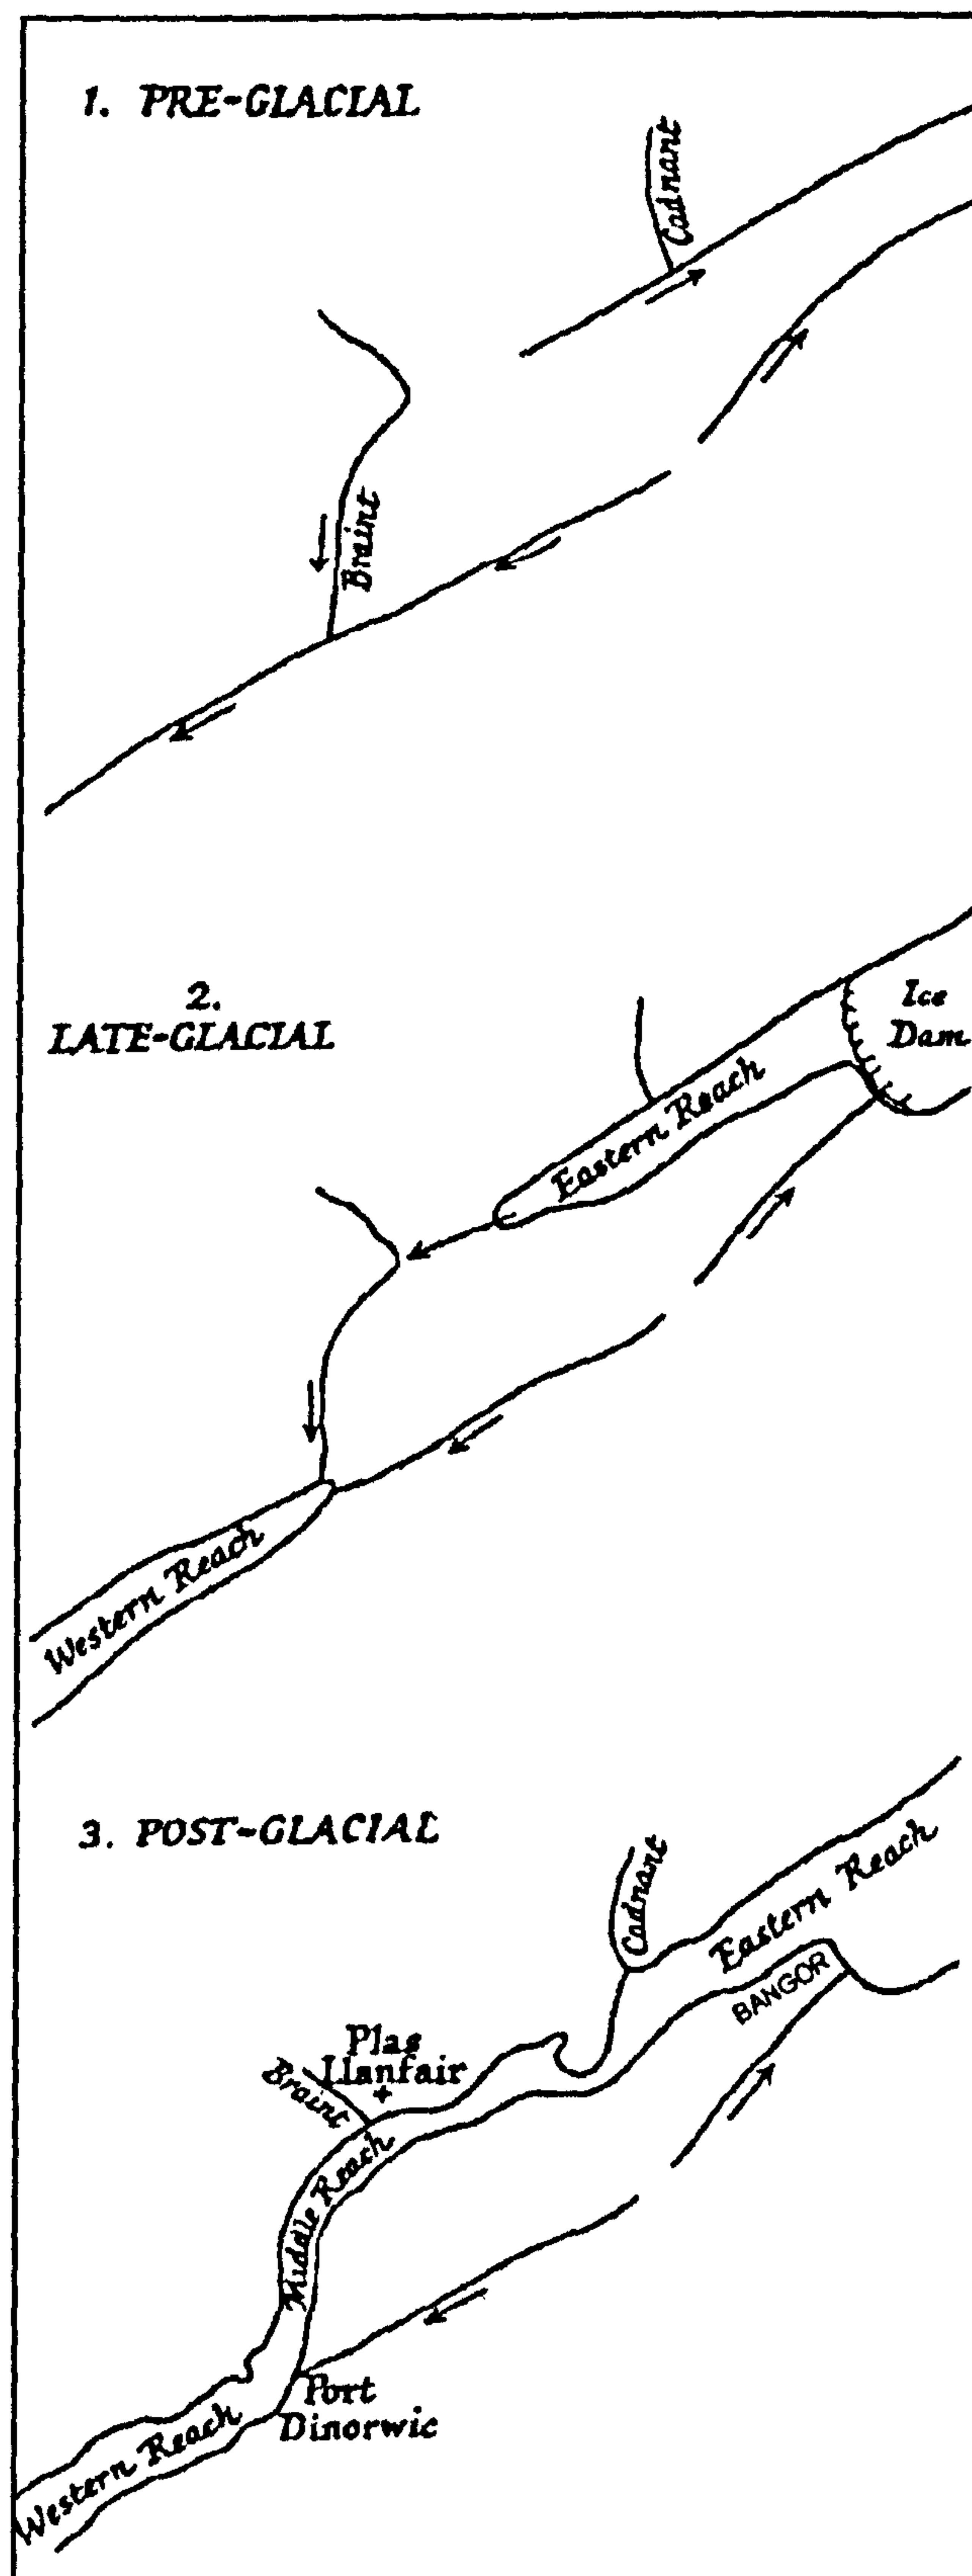 1. PRE-GLACIAL
Cadnant
Braint
2.
LATE-GLACIAL
Ice
Dam
Eastern Reach
Western Reach
3. POST-GLACIAL
Cadnant
Eastern Reach
BANGOR
Plas
Llanfair
Braint
Middle Reach
Port
Dinorwic
Western Reach